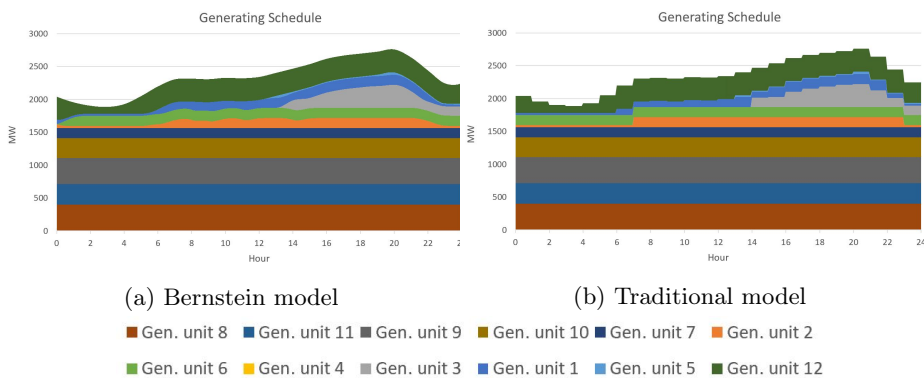 Generating Schedule
3000
2500
2000
1500
1000
500
0
MW
0 2 4 6 8 10 12 14 16 18 20 22 2
Hour
(a) Bernstein model
Generating Schedule
3000
2500
2000
1500
1000
500
0
MW
0 2 4 6 8 10 12 14 16 18 20 22 24
Hour
(b) Traditional model
Gen. unit 8 Gen. unit 11 Gen. unit 9 Gen. unit 10 Gen. unit 7 Gen. unit 2
Gen. unit 6 Gen. unit 4 Gen. unit 3 Gen. unit 1 Gen. unit 5 Gen. unit 12